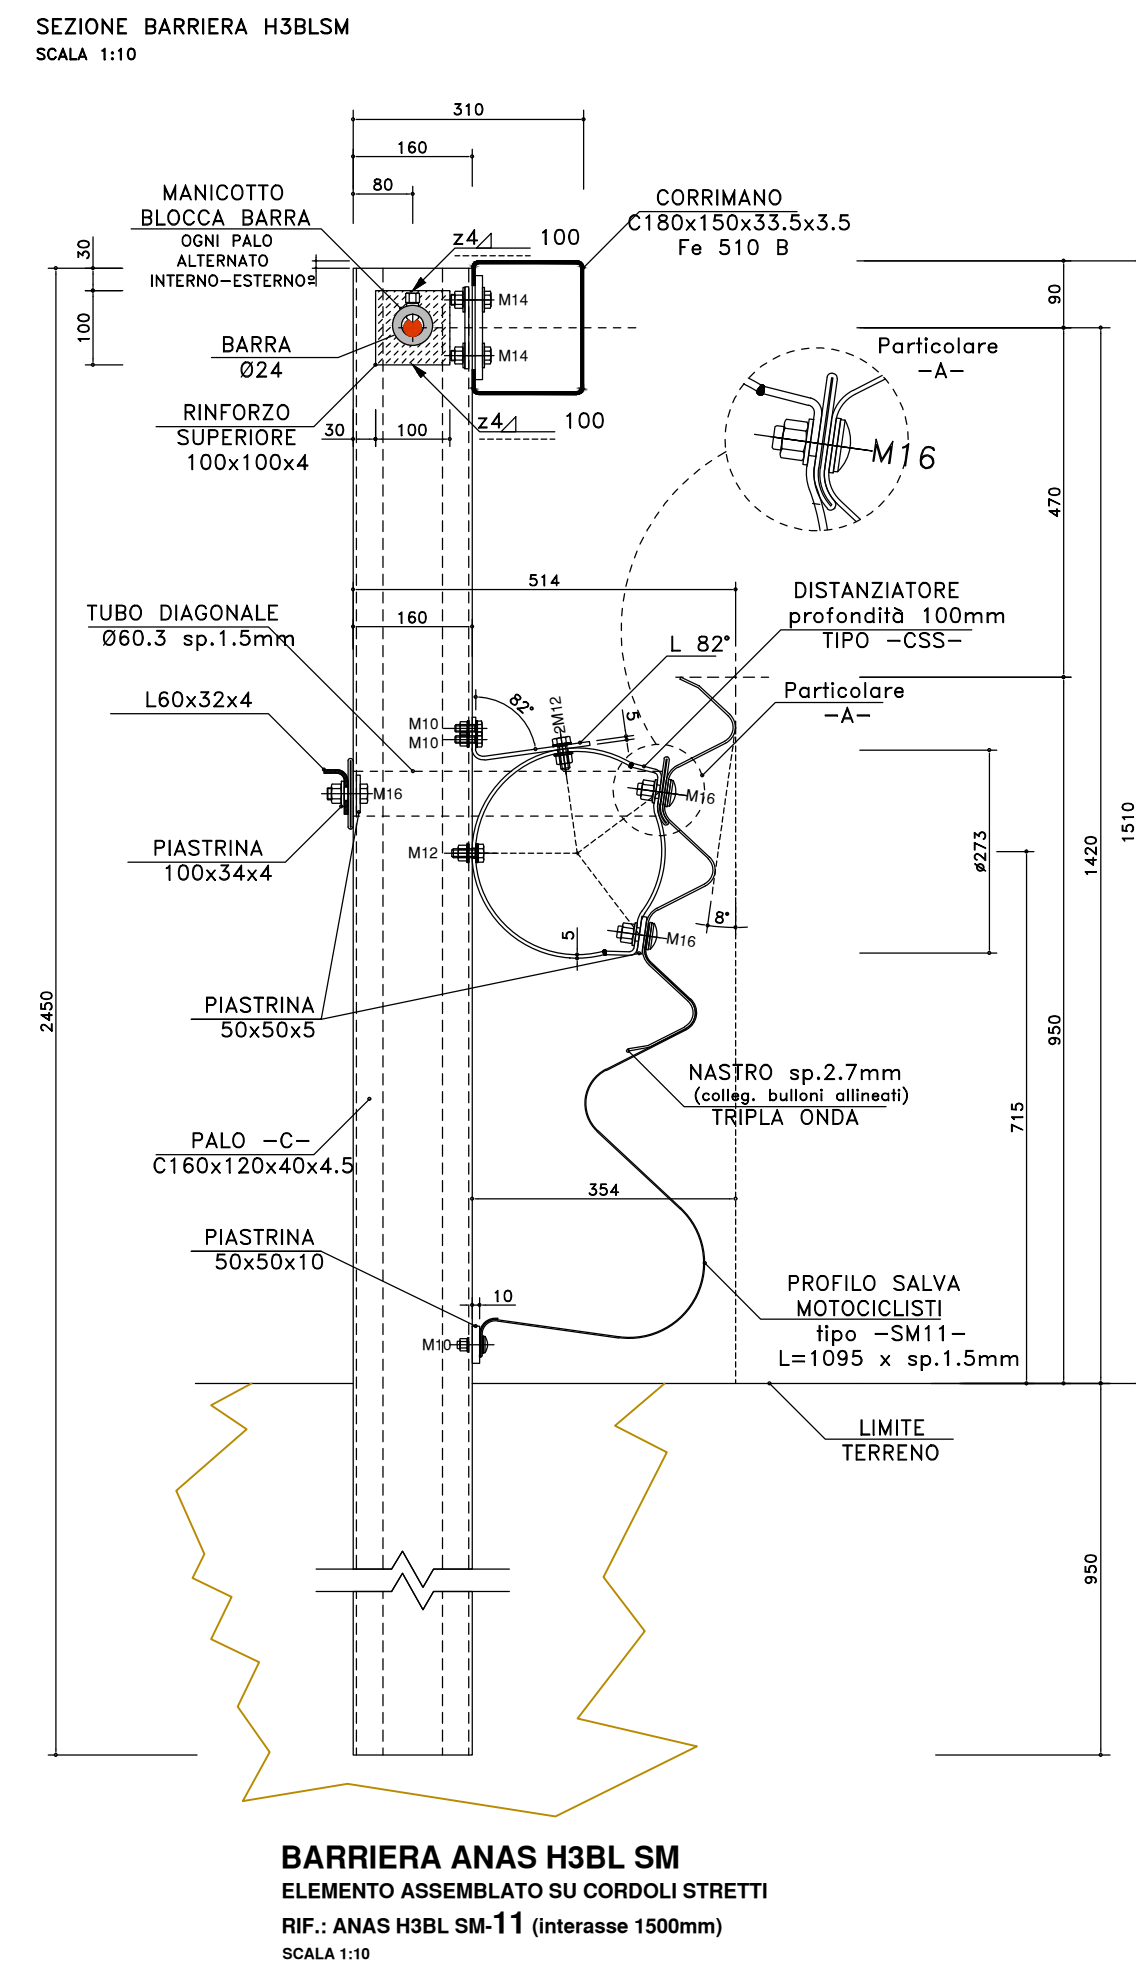 SEZIONE BARRIERA H3BLSM
SCALA 1:10
310
160
80
MANICOTTO
BLOCCA BARRA
OGNI PALO
ALTERNATO
INTERNO-ESTERNO
10
30
100
z4
100
CORRIMANO
C180x150x33.5x3.5
Fe 510 B
M14
M14
BARRA
Ø24
RINFORZO
SUPERIORE
100x100x4
30
100
z4
100
90
Particolare
-A-
M16
470
514
160
TUBO DIAGONALE
Ø60.3 sp.1.5mm
DISTANZIATORE
profondità 100mm
TIPO -CSS-
L 82°
L60x32x4
82°
2M12
5
Particolare
-A-
M10
M10
M16
M16
PIASTRINA
100x34x4
M12
ø273
1420
1510
8°
5
M16
PIASTRINA
50x50x5
2450
950
NASTRO sp.2.7mm
(colleg. bulloni allineati)
TRIPLA ONDA
715
PALO -C-
C160x120x40x4.5
354
PIASTRINA
50x50x10
10
M10
PROFILO SALVA
MOTOCICLISTI
tipo -SM11-
L=1095 x sp.1.5mm
LIMITE
TERRENO
950
BARRIERA ANAS H3BL SM
ELEMENTO ASSEMBLATO SU CORDOLI STRETTI
RIF.: ANAS H3BL SM-11 (interasse 1500mm)
SCALA 1:10